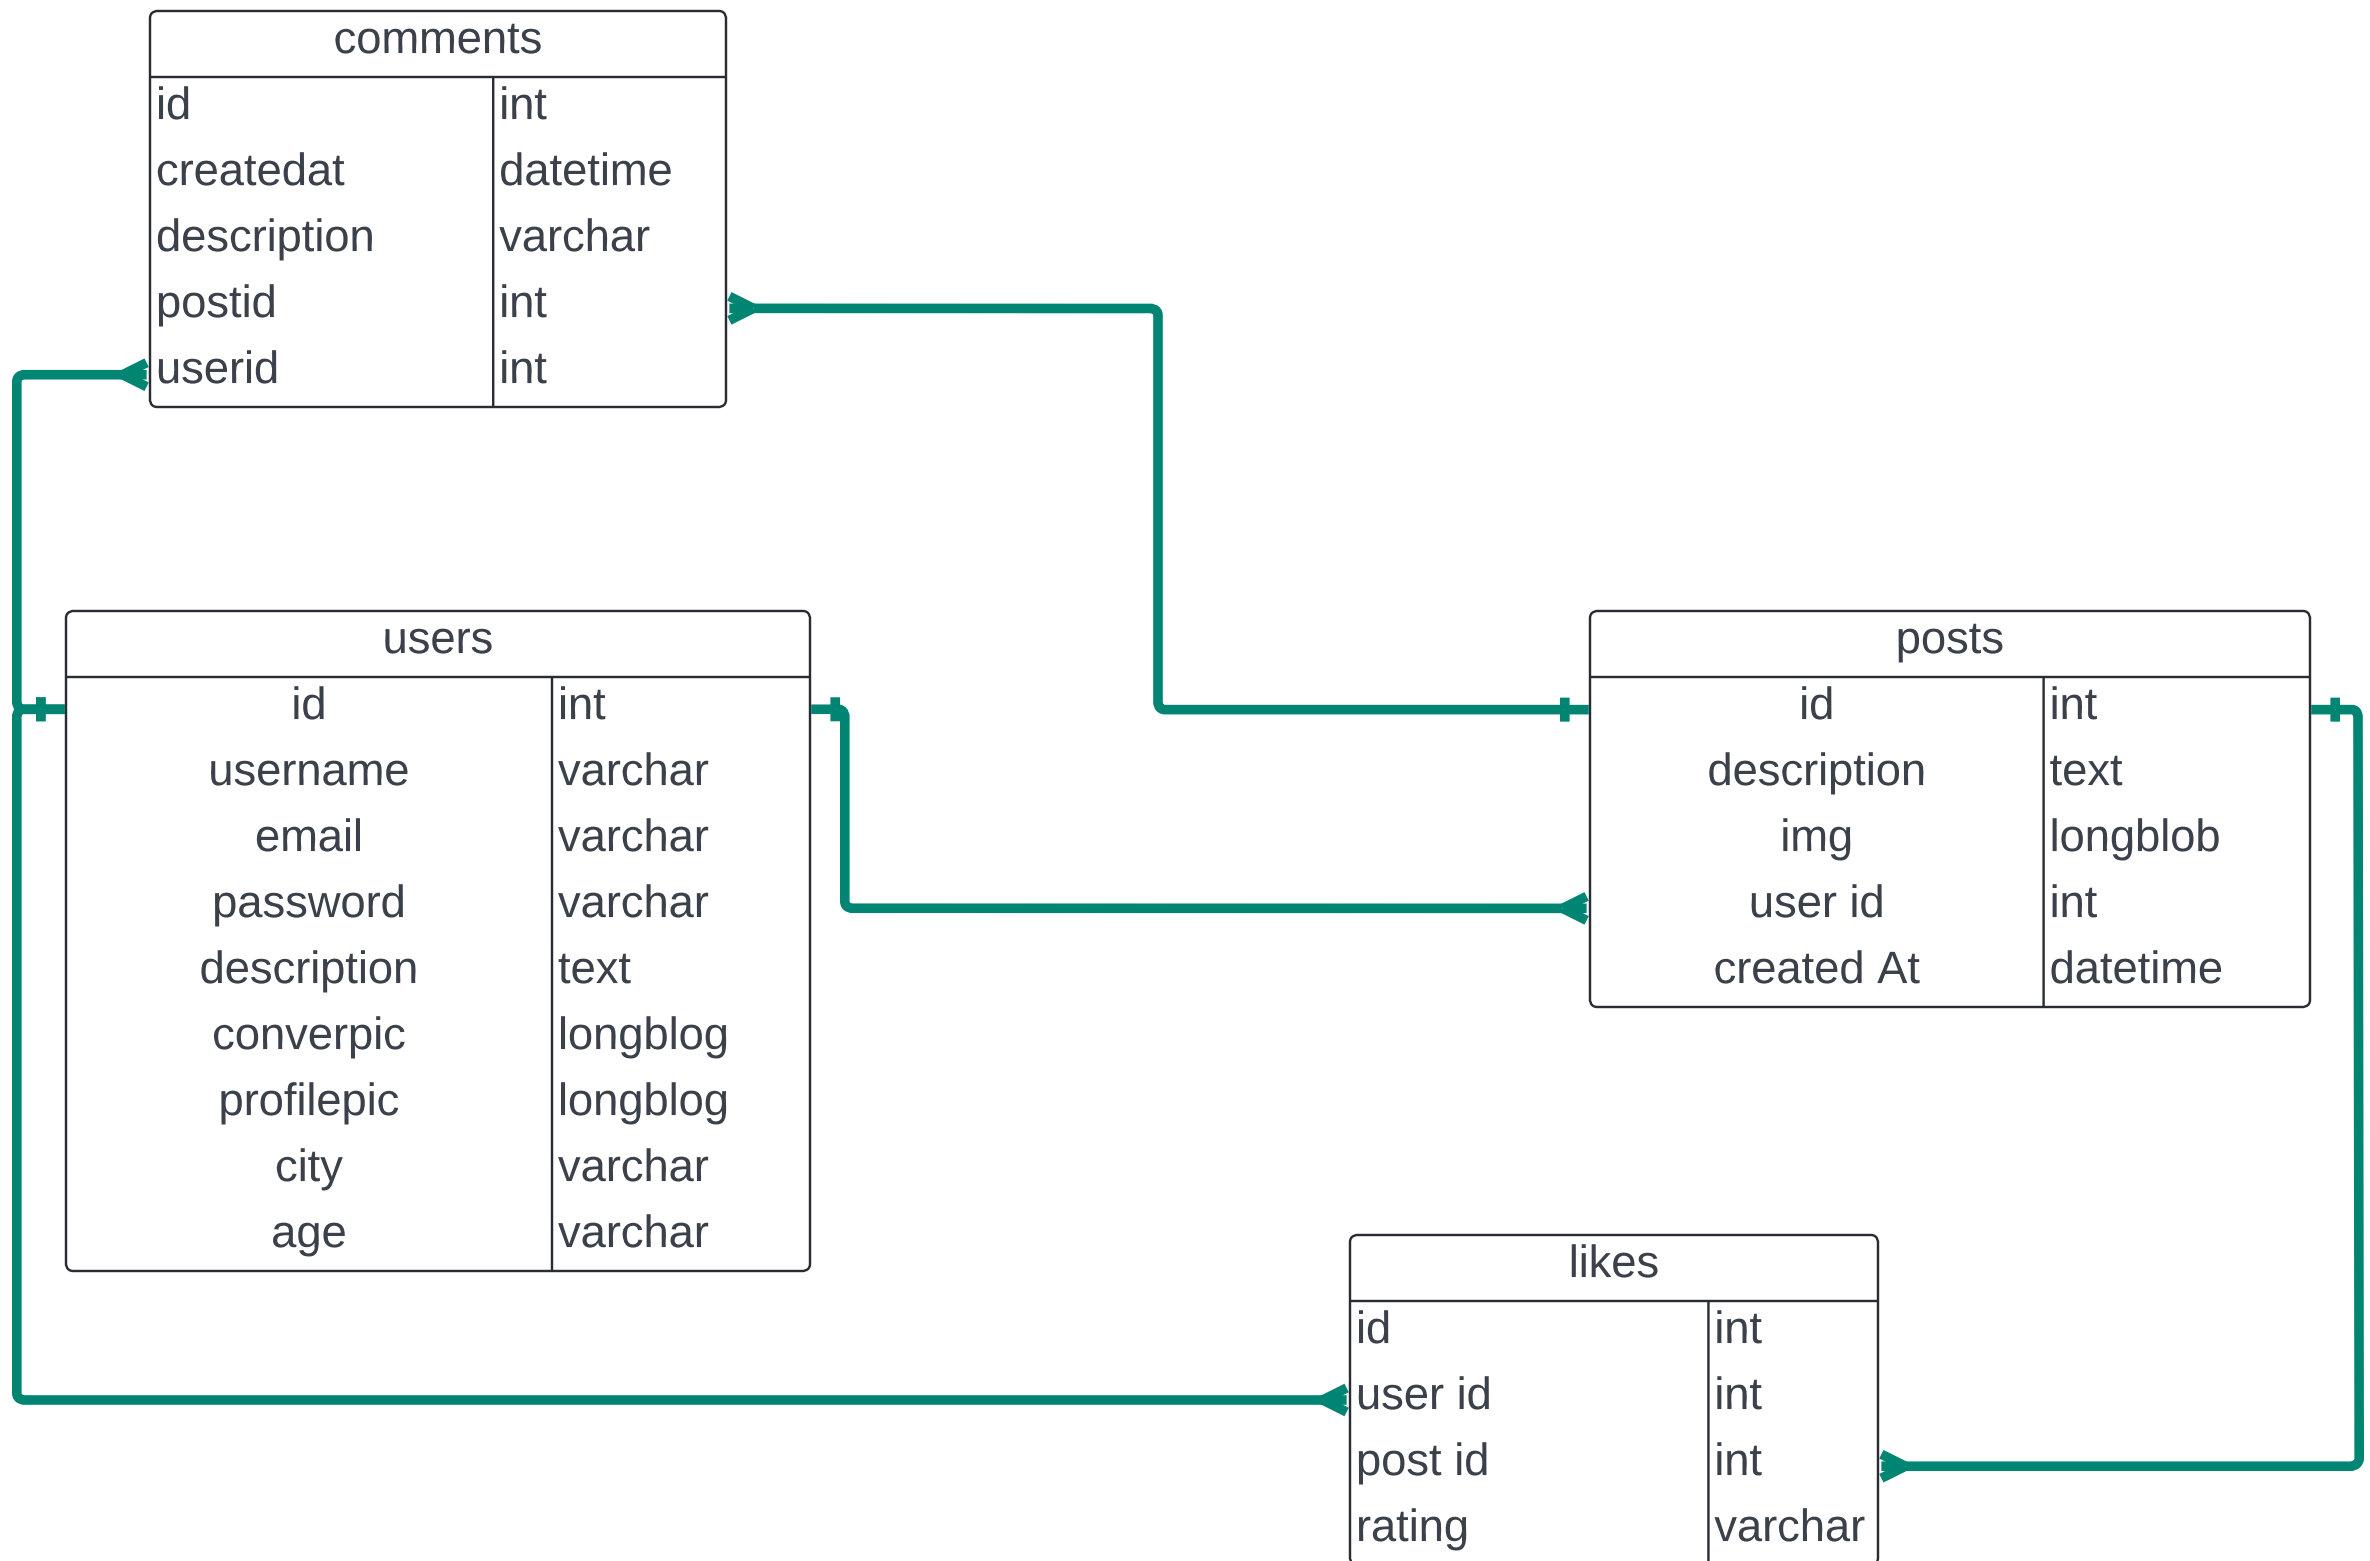 comments
id int
createdat datetime
description varchar
postid int
userid int
users
id int
username varchar
email varchar
password varchar
description text
converpic longblog
profilepic longblog
city varchar
age varchar
posts
id int
description text
img longblob
user id int
created At datetime
likes
id int
user id int
post id int
rating varchar